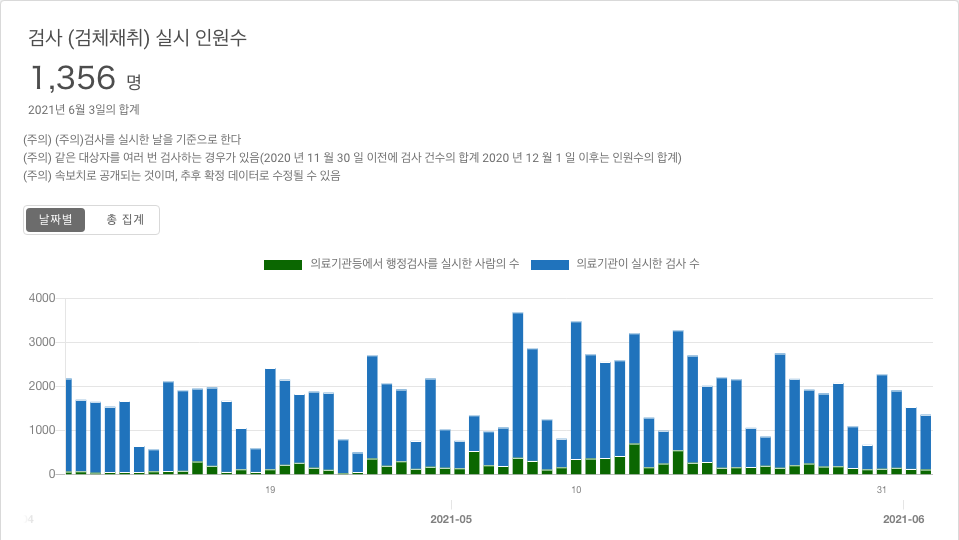 검사 (검체채취) 실시 인원수
1,356 명
2021년 6월 3일의 합계
(주의) (주의)검사를 실시한 날을 기준으로 한다
(주의) 같은 대상자를 여러 번 검사하는 경우가 있음(2020 년 11 월 30 일 이전에 검사 건수의 합계 2020 년 12 월 1 일 이후는 인원수의 합계)
(주의) 속보치로 공개되는 것이며, 추후 확정 데이터로 수정될 수 있음
날짜별 총 집계
의료기관등에서 행정검사를 실시한 사람의 수 의료기관이 실시한 검사 수
4000
3000
2000
1000
0
19 10 31
2021-05 2021-06